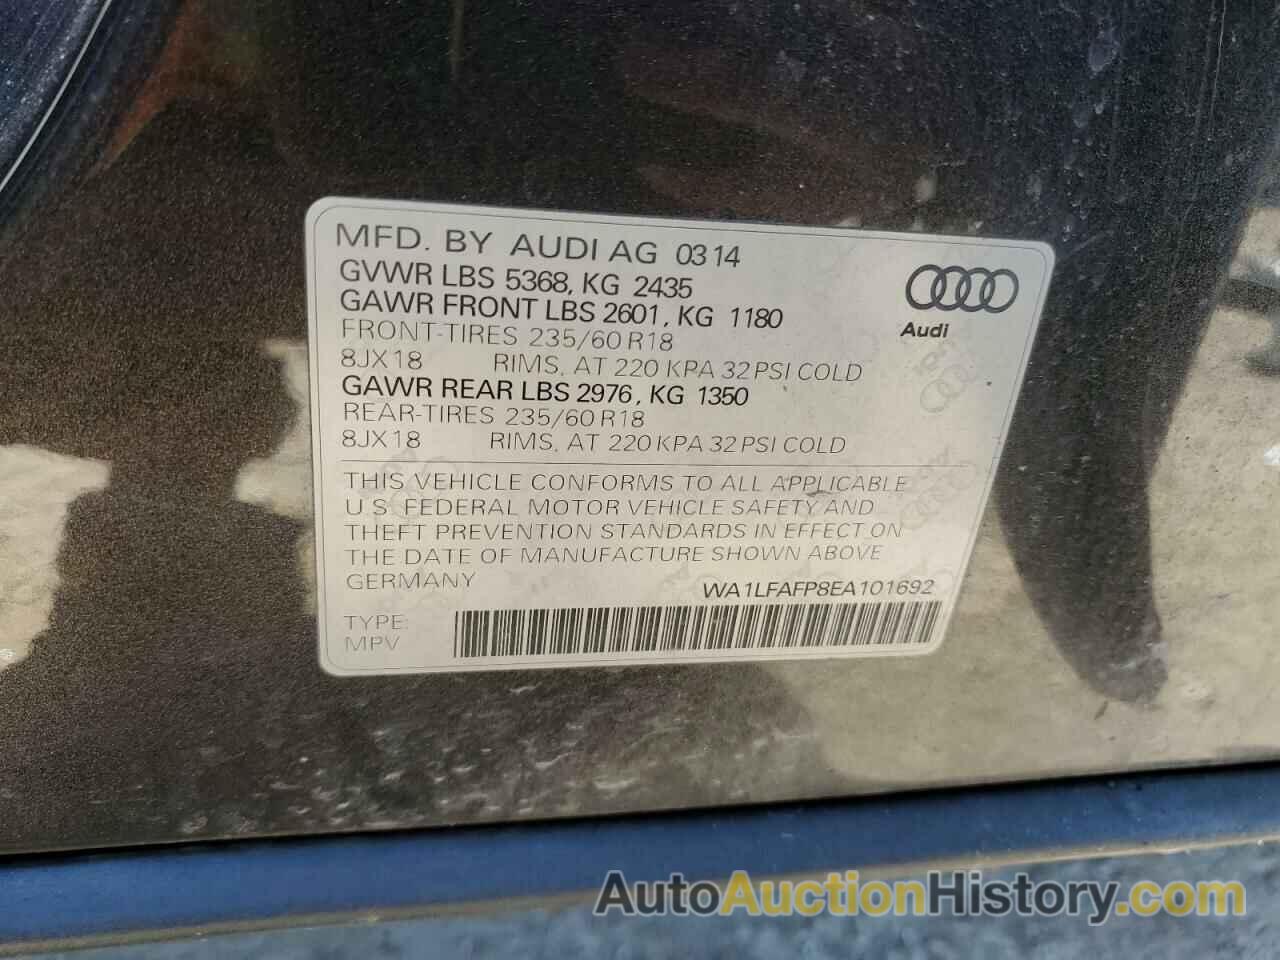 MFD. BY AUDI AG 0314
GVWR LBS 5368, KG 2435
GAWR FRONT LBS 2601, KG 1180
FRONT-TIRES 235/60 R18
8JX18 RIMS, AT 220 KPA 32 PSI COLD
GAWR REAR LBS 2976, KG 1350
REAR-TIRES 235/60 R18
8JX18 RIMS, AT 220 KPA 32 PSI COLD
Audi
THIS VEHICLE CONFORMS TO ALL APPLICABLE
U.S. FEDERAL MOTOR VEHICLE SAFETY AND
THEFT PREVENTION STANDARDS IN EFFECT ON
THE DATE OF MANUFACTURE SHOWN ABOVE
GERMANY WA1LFAFP8EA101692
TYPE:
MPV
AutoAuctionHistory.com